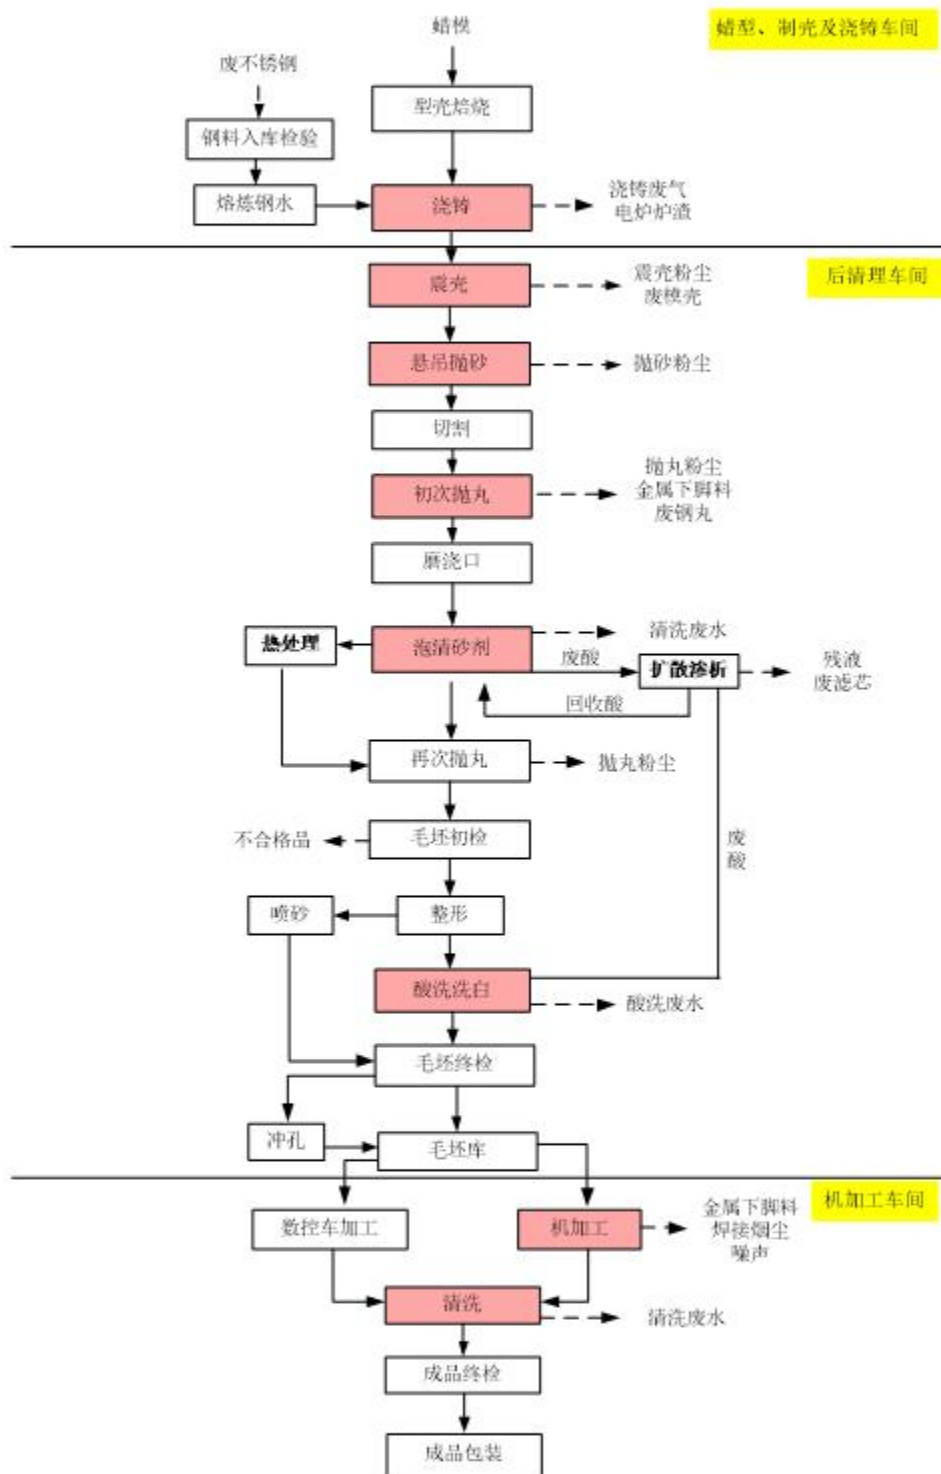 蜡模
蜡型、制壳及浇铸车间
废不锈钢
型壳焙烧
钢料入库检验
熔炼钢水
浇铸
浇铸废气
电炉炉渣
后清理车间
震壳
震壳粉尘
废模壳
悬吊抛砂
抛砂粉尘
切割
抛丸粉尘
初次抛丸
金属下脚料
废钢丸
磨浇口
热处理
泡清砂剂
清洗废水
废酸
扩散渗析
残液
废滤芯
回收酸
再次抛丸
抛丸粉尘
不合格品
毛坯初检
废
酸
喷砂
整形
酸洗洗白
酸洗废水
毛坯终检
冲孔
毛坯库
机加工车间
数控车加工
机加工
金属下脚料
焊接烟尘
噪声
清洗
清洗废水
成品终检
成品包装